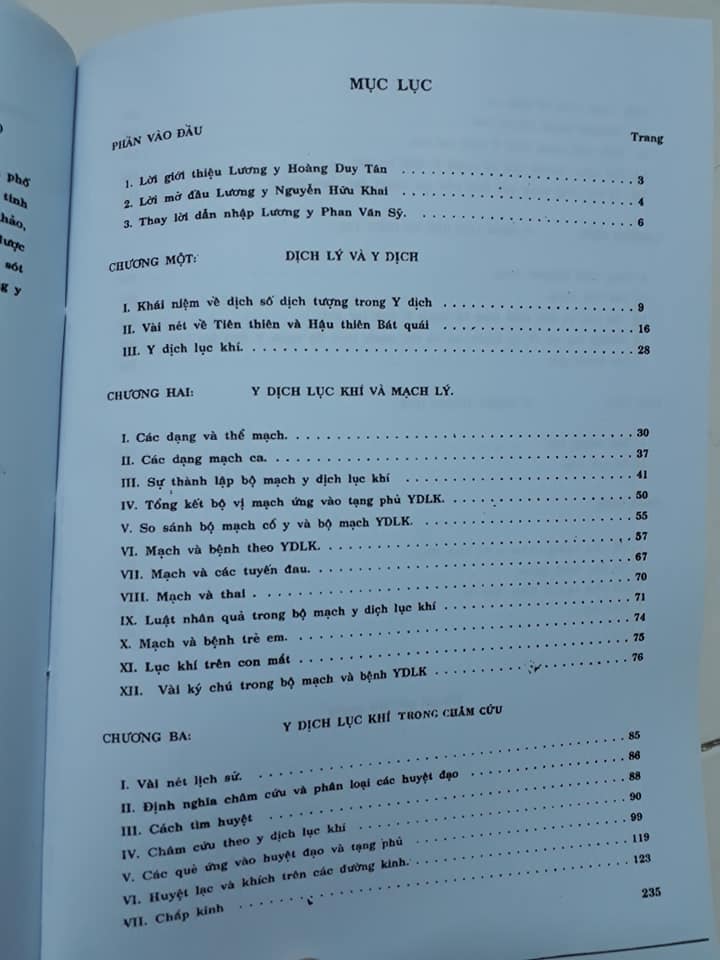 phố
tinh
hảo,
lược
sót
g y
MỤC LỤC
PHẦN VÀO ĐẦU
Trang
1. Lời giới thiệu Lương y Hoàng Duy Tân . . . . . . . . . . . . . . . . . . . . . 3
2. Lời mở đầu Lương y Nguyễn Hữu Khai . . . . . . . . . . . . . . . . . . . . . 4
3. Thay lời dẫn nhập Lương y Phan Văn Sỹ. . . . . . . . . . . . . . . . . . . . 6
CHƯƠNG MỘT: DỊCH LÝ VÀ Y DỊCH
I. Khái niệm về dịch số dịch tượng trong Y dịch . . . . . . . . . . . . . . . . . 9
II. Vài nét về Tiên thiên và Hậu thiên Bát quái . . . . . . . . . . . . . . . . . 16
III. Y dịch lục khí. . . . . . . . . . . . . . . . . . . . . . . . . . . . . . . . 28
CHƯƠNG HAI: Y DỊCH LỤC KHÍ VÀ MẠCH LÝ.
I. Các dạng và thể mạch. . . . . . . . . . . . . . . . . . . . . . . . . . . . 30
II. Các dạng mạch ca. . . . . . . . . . . . . . . . . . . . . . . . . . . . . . 37
III. Sự thành lập bộ mạch y dịch lục khí . . . . . . . . . . . . . . . . . . . . 41
IV. Tổng kết bộ vị mạch ứng vào tạng phủ YDLK. . . . . . . . . . . . . . . . . 50
V. So sánh bộ mạch cổ y và bộ mạch YDLK. . . . . . . . . . . . . . . . . . . . 55
VI. Mạch và bệnh theo YDLK. . . . . . . . . . . . . . . . . . . . . . . . . . . 57
VII. Mạch và các tuyến đau. . . . . . . . . . . . . . . . . . . . . . . . . . . 67
VIII. Mạch và thai . . . . . . . . . . . . . . . . . . . . . . . . . . . . . . . 70
IX. Luật nhân quả trong bộ mạch y dịch lục khí . . . . . . . . . . . . . . . . . 71
X. Mạch và bệnh trẻ em. . . . . . . . . . . . . . . . . . . . . . . . . . . . . 74
XI. Lục khí trên con mắt . . . . . . . . . . . . . . . . . . . . . . . . . . . . 75
XII. Vài ký chú trong bộ mạch và bệnh YDLK . . . . . . . . . . . . . . . . . . . 76
CHƯƠNG BA: Y DỊCH LỤC KHÍ TRONG CHÂM CỨU
I. Vài nét lịch sử. . . . . . . . . . . . . . . . . . . . . . . . . . . . . . . 85
II. Định nghĩa châm cứu và phân loại các huyệt đạo . . . . . . . . . . . . . . . 86
III. Cách tìm huyệt . . . . . . . . . . . . . . . . . . . . . . . . . . . . . . 88
IV. Châm cứu theo y dịch lục khí . . . . . . . . . . . . . . . . . . . . . . . . 90
V. Các quẻ ứng vào huyệt đạo và tạng phủ . . . . . . . . . . . . . . . . . . . . 99
VI. Huyệt lạc và khích trên các đường kinh. . . . . . . . . . . . . . . . . . . 119
VII. Chấp kinh . . . . . . . . . . . . . . . . . . . . . . . . . . . . . . . . . 123
235